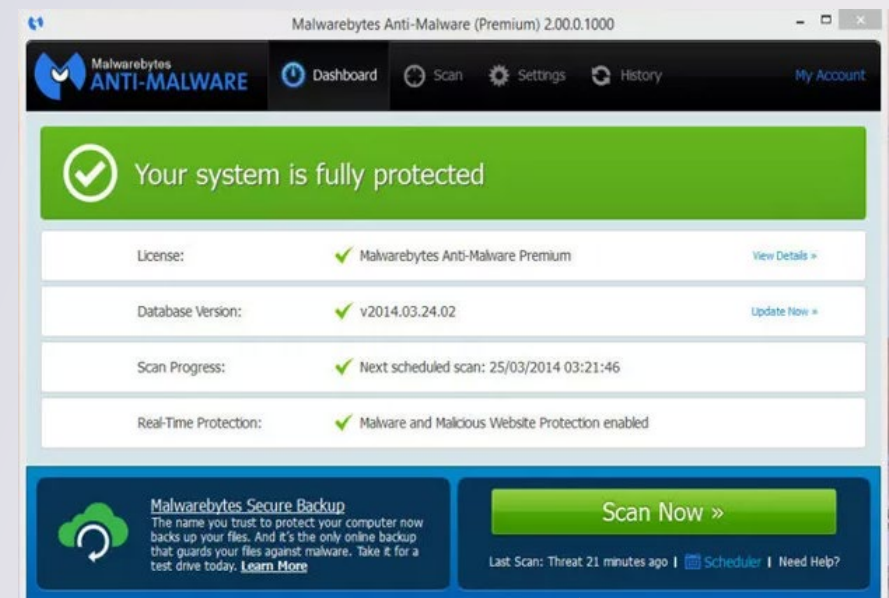 Malwarebytes Anti-Malware (Premium) 2.00.0.1000
Malwarebytes
ANTI-MALWARE
Dashboard
Scan
Settings
History
My Account
Your system is fully protected
License: Malwarebytes Anti-Malware Premium View Details »
Database Version: v2014.03.24.02 Update Now »
Scan Progress: Next scheduled scan: 25/03/2014 03:21:46
Real-Time Protection: Malware and Malicious Website Protection enabled
Malwarebytes Secure Backup
The name you trust to protect your computer now
backs up your files. And it's the only online backup
that guards your files against malware. Take it for a
test drive today. Learn More
Scan Now »
Last Scan: Threat 21 minutes ago | Scheduler | Need Help?